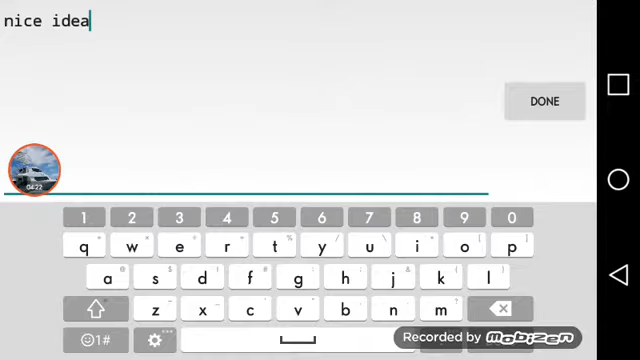 nice idea
DONE
04:22
1 2 3 4 5 6 7 8 9 0
q w e r t y u i o p
a s d f g h j k l
z x c v b n m
1#
Recorded by Mobizen